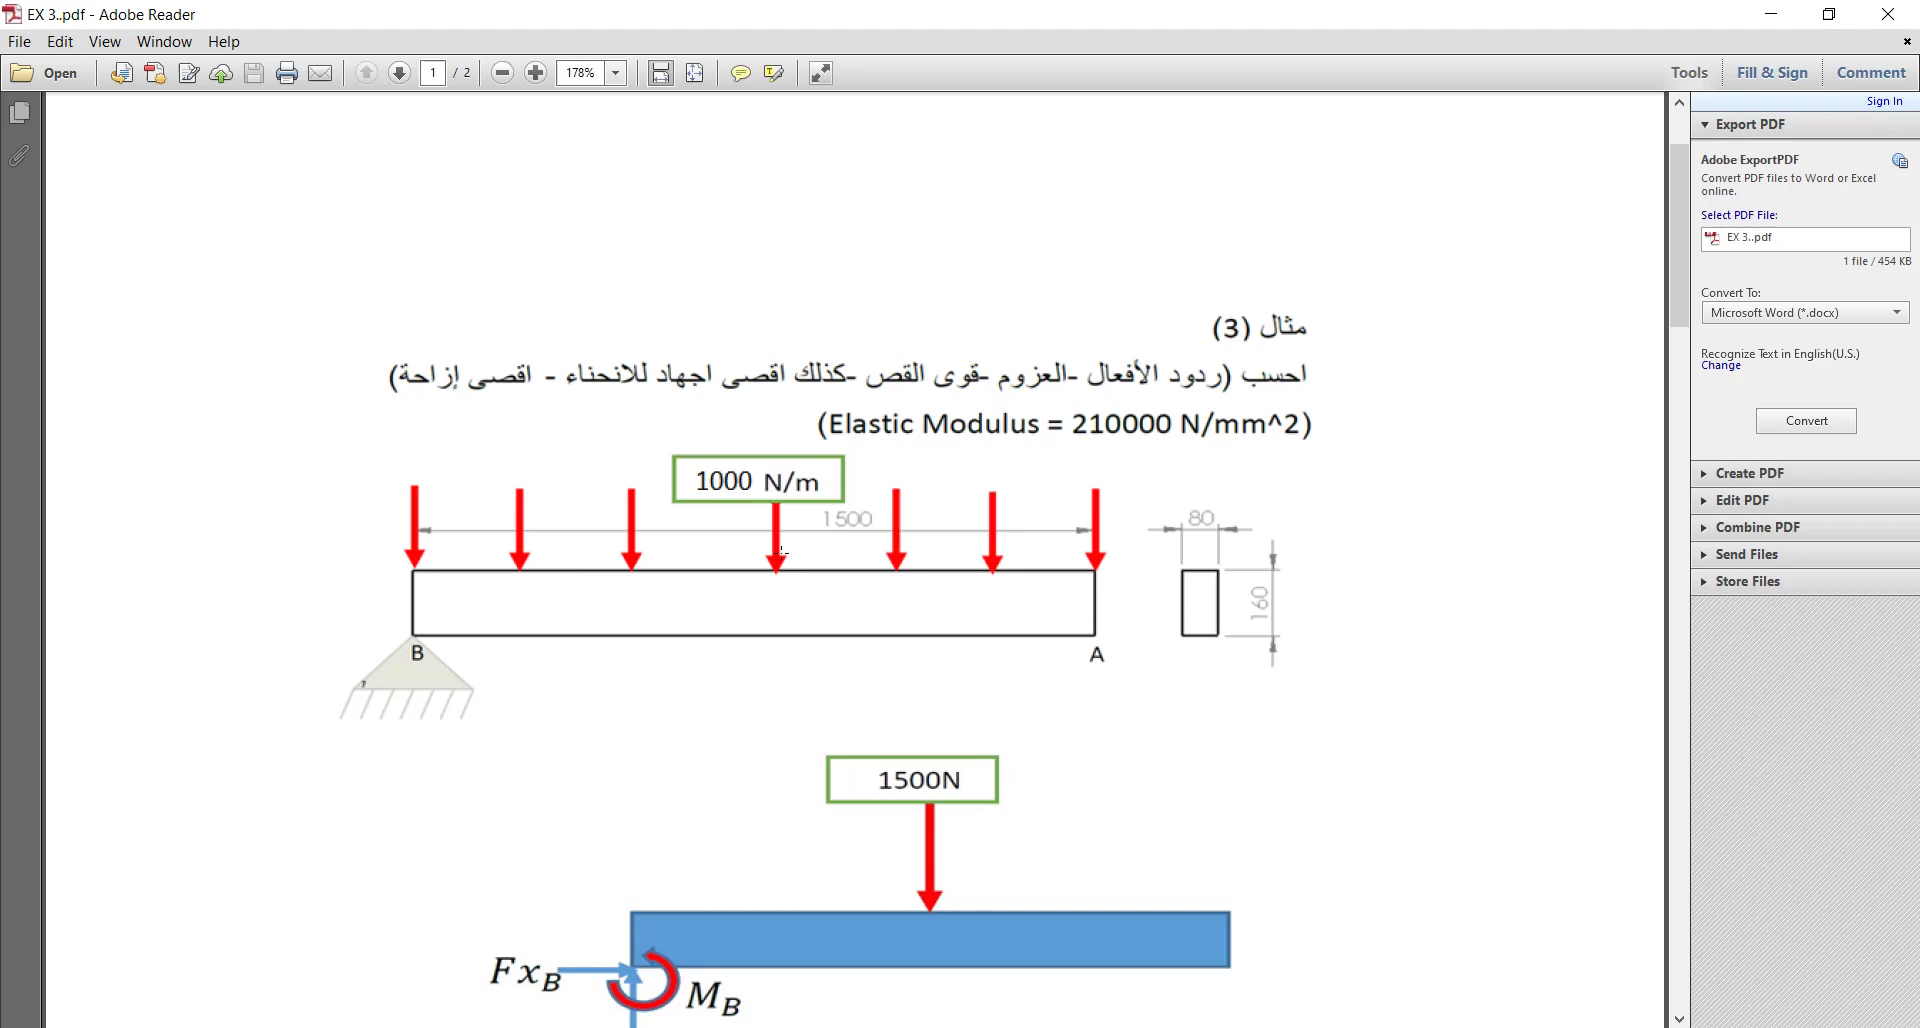 EX 3..pdf - Adobe Reader
File Edit View Window Help
Open 1 / 2 178% Tools Fill & Sign Comment
Sign In
Export PDF
Adobe ExportPDF
Convert PDF files to Word or Excel
online.
Select PDF File:
EX 3..pdf
1 file / 454 KB
Convert To:
Microsoft Word (*.docx)
Recognize Text in English(U.S.)
Change
Convert
Create PDF
Edit PDF
Combine PDF
Send Files
Store Files
مثال (3)
احسب (ردود الأفعال -العزوم -قوى القص -كذلك اقصى اجهاد للانحناء - اقصى إزاحة)
(Elastic Modulus = 210000 N/mm^2)
1000 N/m
1500
80
160
B
A
1500N
FxB
MB